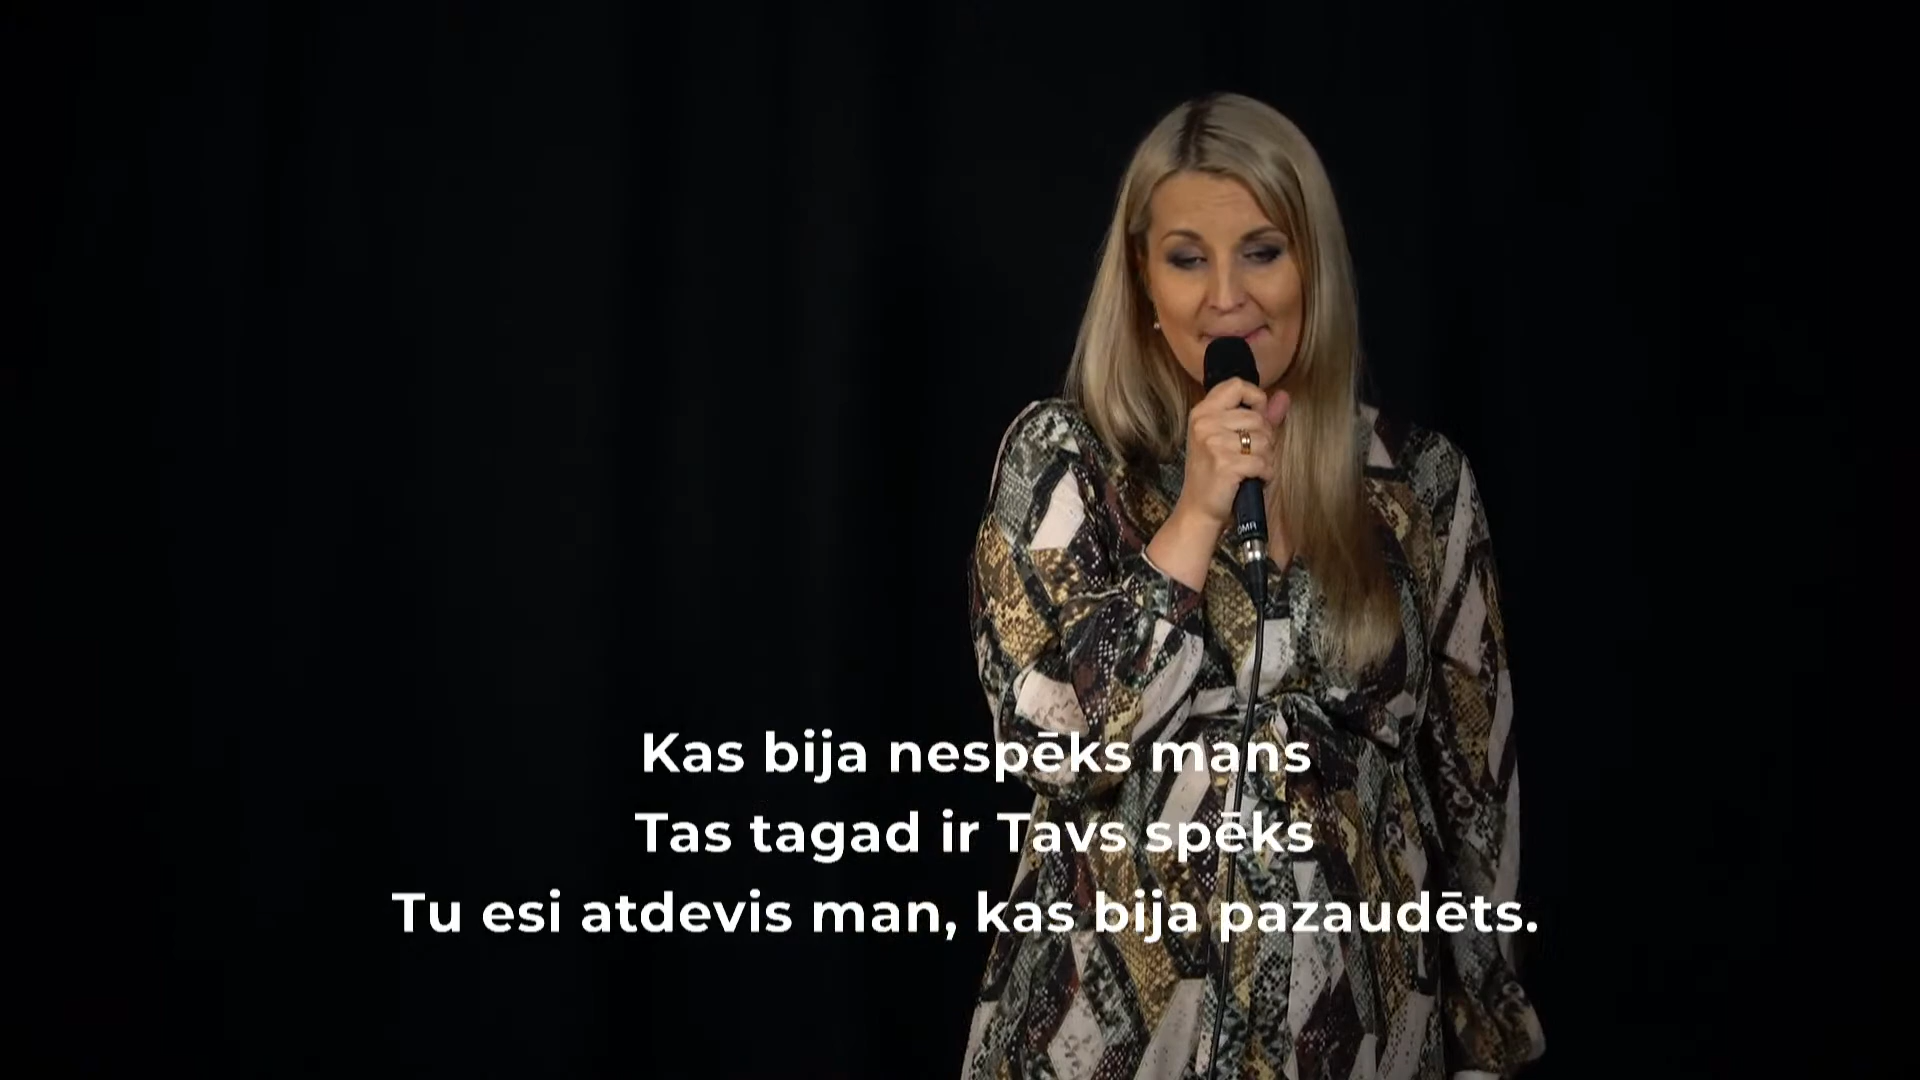 Kas bija nespēks mans
Tas tagad ir Tavs spēks
Tu esi atdevis man, kas bija pazaudēts.